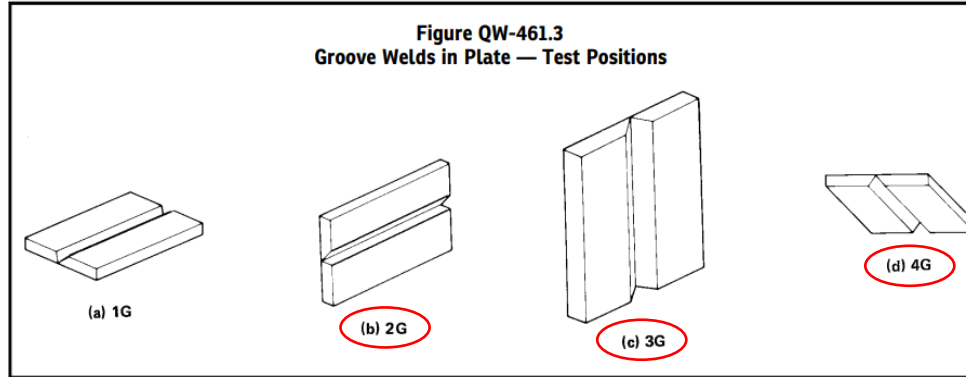 Figure QW-461.3
Groove Welds in Plate — Test Positions
(a) 1G
(b) 2G
(c) 3G
(d) 4G